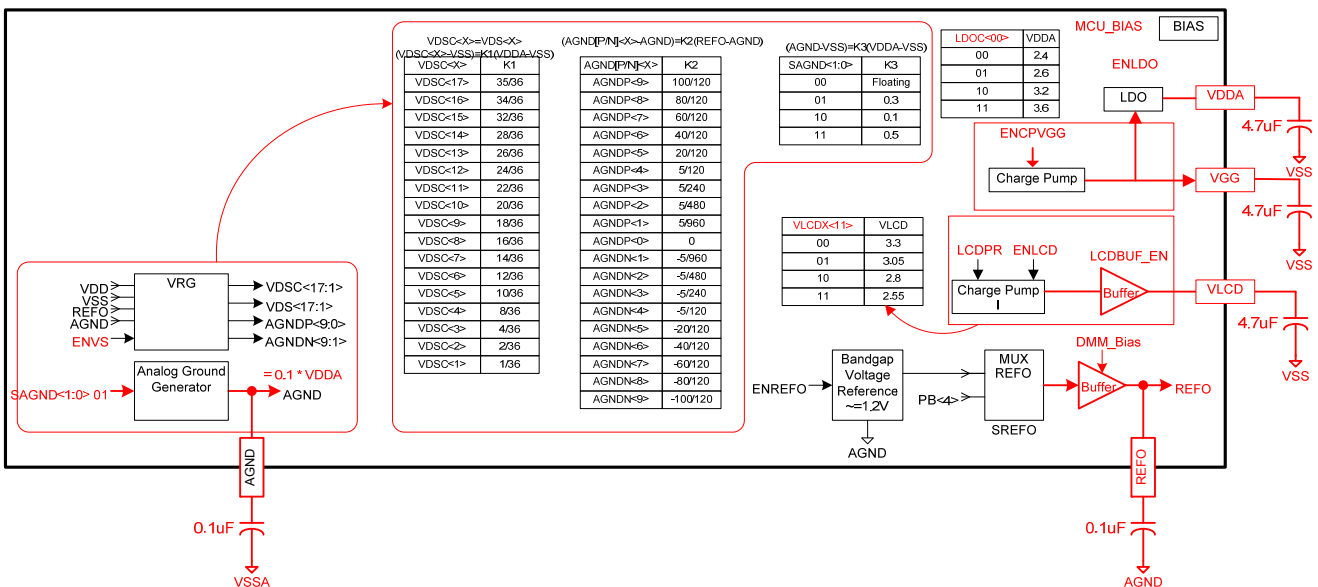 MCU_BIAS
BIAS
VDSC<X>=VDS<X>
(VDSC<X>-VSS)=K1(VDDA-VSS)
VDSC<X> K1
VDSC<17> 35/36
VDSC<16> 34/36
VDSC<15> 32/36
VDSC<14> 28/36
VDSC<13> 26/36
VDSC<12> 24/36
VDSC<11> 22/36
VDSC<10> 20/36
VDSC<9> 18/36
VDSC<8> 16/36
VDSC<7> 14/36
VDSC<6> 12/36
VDSC<5> 10/36
VDSC<4> 8/36
VDSC<3> 4/36
VDSC<2> 2/36
VDSC<1> 1/36
(AGND[P/N]<X>-AGND)=K2(REFO-AGND)
AGND[P/N]<X> K2
AGNDP<9> 100/120
AGNDP<8> 80/120
AGNDP<7> 60/120
AGNDP<6> 40/120
AGNDP<5> 20/120
AGNDP<4> 5/120
AGNDP<3> 5/240
AGNDP<2> 5/480
AGNDP<1> 5/960
AGNDP<0> 0
AGNDN<1> -5/960
AGNDN<2> -5/480
AGNDN<3> -5/240
AGNDN<4> -5/120
AGNDN<5> -20/120
AGNDN<6> -40/120
AGNDN<7> -60/120
AGNDN<8> -80/120
AGNDN<9> -100/120
(AGND-VSS)=K3(VDDA-VSS)
SAGND<1:0> K3
00 Floating
01 0.3
10 0.1
11 0.5
LDOC<00> VDDA
00 2.4
01 2.6
10 3.2
11 3.6
ENLDO
LDO
VDDA
4.7uF
VSS
ENCPVGG
Charge Pump
VGG
4.7uF
VSS
VLCDX<11> VLCD
00 3.3
01 3.05
10 2.8
11 2.55
LCDPR ENLCD LCDBUF_EN
Charge Pump
I
Buffer
VLCD
4.7uF
VSS
VDD
VSS
REFO
AGND
ENVS
VRG
VDSC<17:1>
VDS<17:1>
AGNDP<9:0>
AGNDN<9:1>
SAGND<1:0> 01
Analog Ground
Generator
= 0.1 * VDDA
AGND
AGND
0.1uF
VSSA
ENREFO
Bandgap
Voltage
Reference
~=1.2V
AGND
PB<4>
MUX
REFO
SREFO
DMM_Bias
Buffer
REFO
REFO
0.1uF
AGND